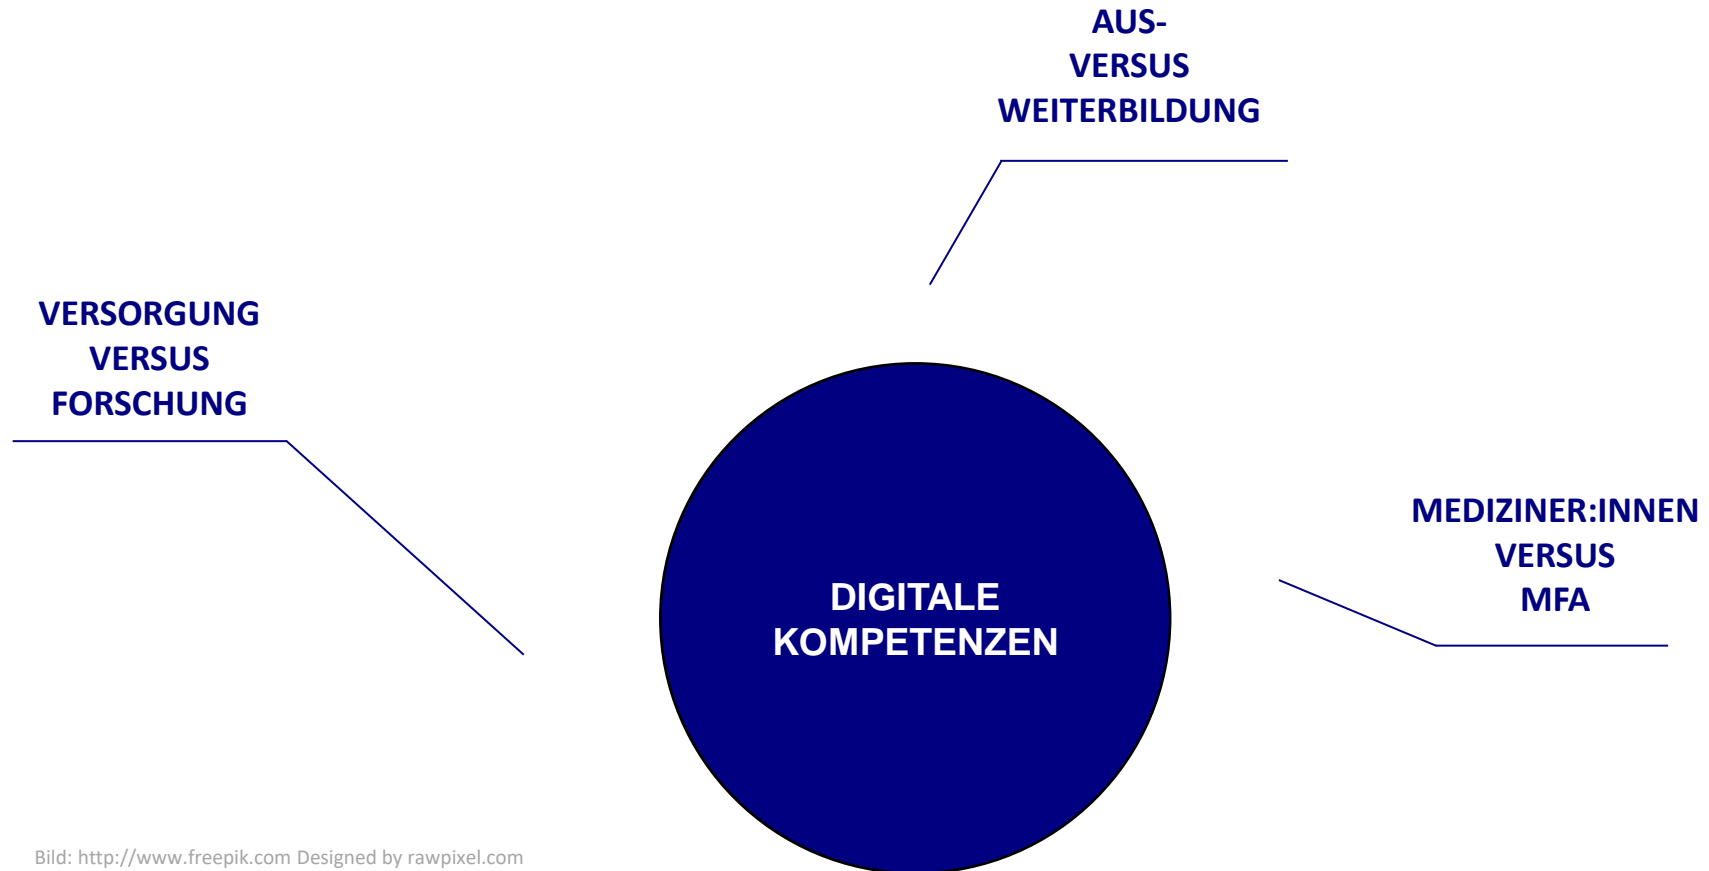 AUS-
VERSUS
WEITERBILDUNG
VERSORGUNG
VERSUS
FORSCHUNG
MEDIZINER:INNEN
VERSUS
MFA
DIGITALE
KOMPETENZEN
Bild: http://www.freepik.com Designed by rawpixel.com